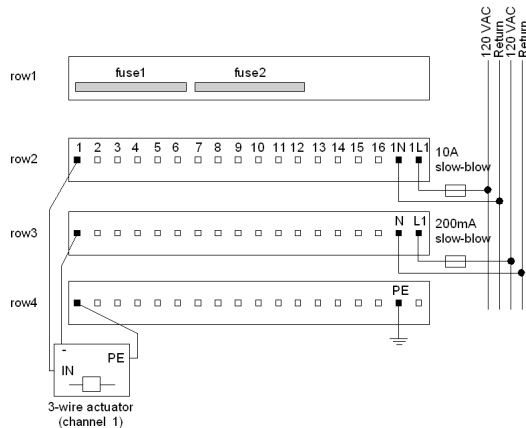 120 VAC
Return
120 VAC
Return
row1
fuse1
fuse2
row2
1 2 3 4 5 6 7 8 9 10 11 12 13 14 15 16 1N 1L1
10A
slow-blow
row3
N L1
200mA
slow-blow
row4
PE
-
PE
IN
3-wire actuator
(channel 1)